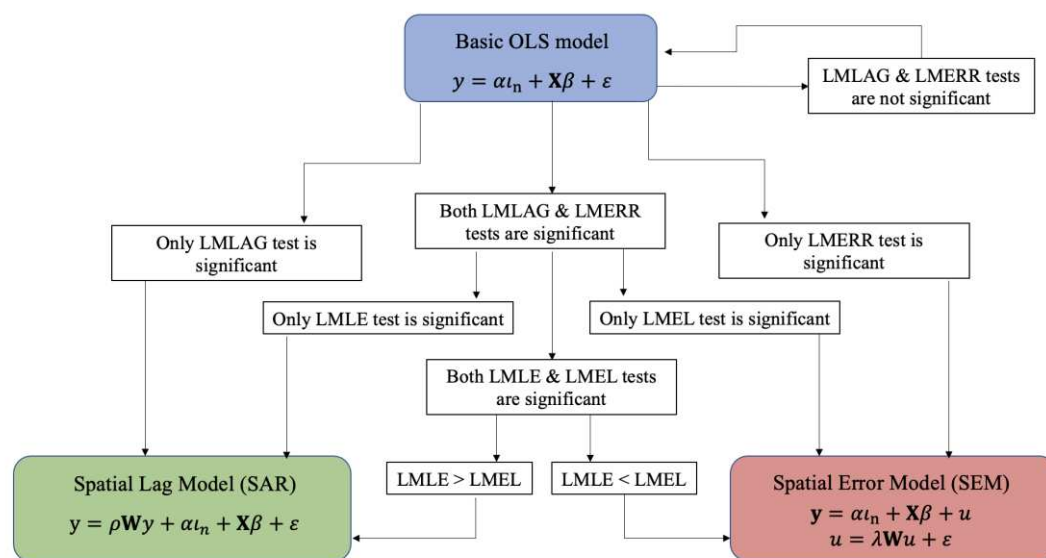 Basic OLS model
y = αι_n + Xβ + ε
LMLAG & LMERR tests
are not significant
Both LMLAG & LMERR
tests are significant
Only LMLAG test is
significant
Only LMERR test is
significant
Only LMLE test is significant
Only LMEL test is significant
Both LMLE & LMEL tests
are significant
LMLE > LMEL
LMLE < LMEL
Spatial Lag Model (SAR)
y = ρWy + αι_n + Xβ + ε
Spatial Error Model (SEM)
y = αι_n + Xβ + u
u = λWu + ε